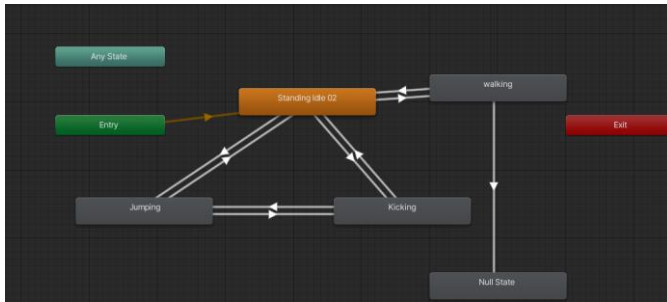 Any State
walking
Standing Idle 02
Entry
Exit
Jumping
Kicking
Null State